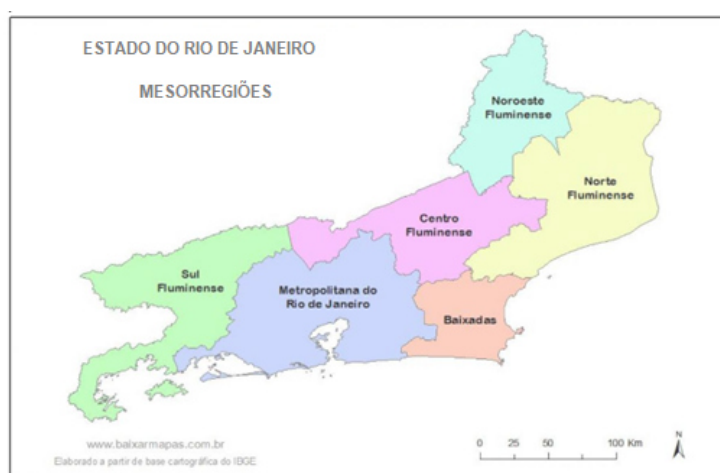 ESTADO DO RIO DE JANEIRO
MESORREGIÕES
Noroeste
Fluminense
Norte
Fluminense
Centro
Fluminense
Sul
Fluminense
Metropolitana do
Rio de Janeiro
Baixadas
www.baixarmapas.com.br
Elaborado a partir de base cartográfica do IBGE
0 25 50 100 Km
N